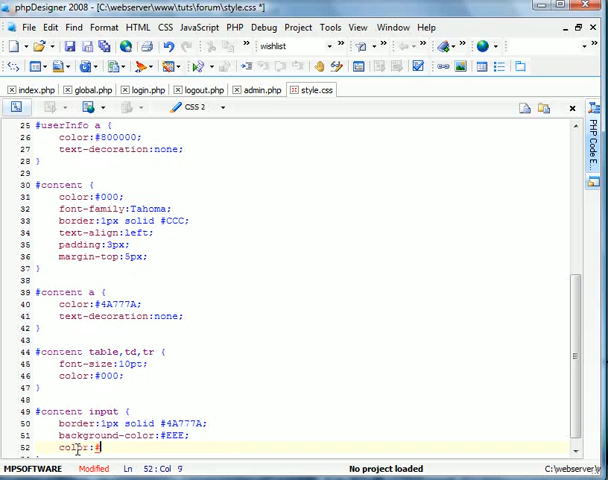 phpDesigner 2008 - [C:\webserver\www\tuts\forum\style.css *]
File Edit Find Format HTML CSS JavaScript PHP Debug Project Tools View Window Help
wishlist
index.php global.php login.php logout.php admin.php style.css
CSS 2
25 #userInfo a {
26 color:#800000;
27 text-decoration:none;
28 }
29
30 #content {
31 color:#000;
32 font-family:Tahoma;
33 border:1px solid #CCC;
34 text-align:left;
35 padding:3px;
36 margin-top:5px;
37 }
38
39 #content a {
40 color:#4A777A;
41 text-decoration:none;
42 }
43
44 #content table,td,tr {
45 font-size:10pt;
46 color:#000;
47 }
48
49 #content input {
50 border:1px solid #4A777A;
51 background-color:#EEE;
52 color:#
PHP Code E...
MPSOFTWARE Modified Ln 52 : Col 9 No project loaded C:\webserver\w